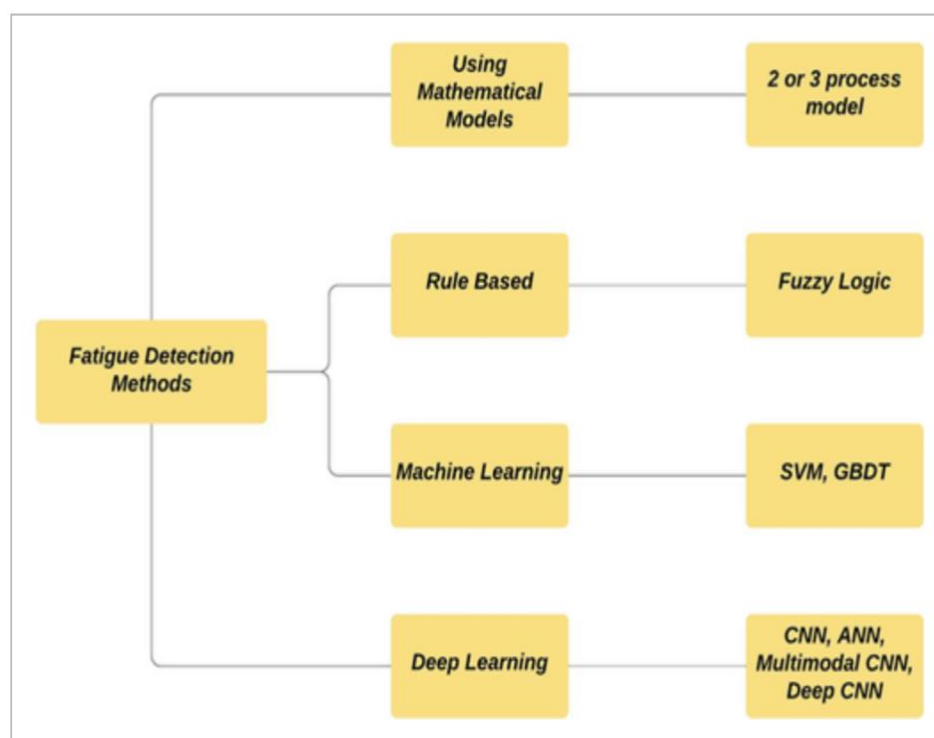 Using
Mathematical
Models
2 or 3 process
model
Rule Based
Fuzzy Logic
Fatigue Detection
Methods
Machine Learning
SVM, GBDT
Deep Learning
CNN, ANN,
Multimodal CNN,
Deep CNN